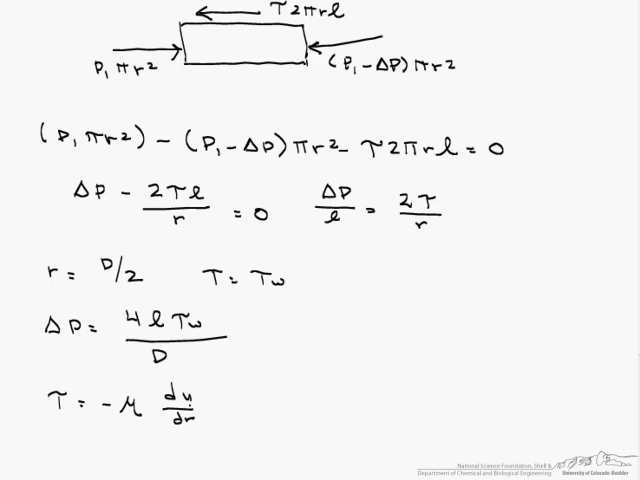 τ2πrl
P₁πr² (P₁-ΔP)πr²
(P₁πr²) - (P₁-ΔP)πr² - τ2πrl = 0
ΔP - 2τl/r = 0 ΔP/l = 2τ/r
r = D/2 τ = τw
ΔP = 4lτw/D
τ = -μ du/dr
National Science Foundation, Shell &
Department of Chemical and Biological Engineering University of Colorado-Boulder